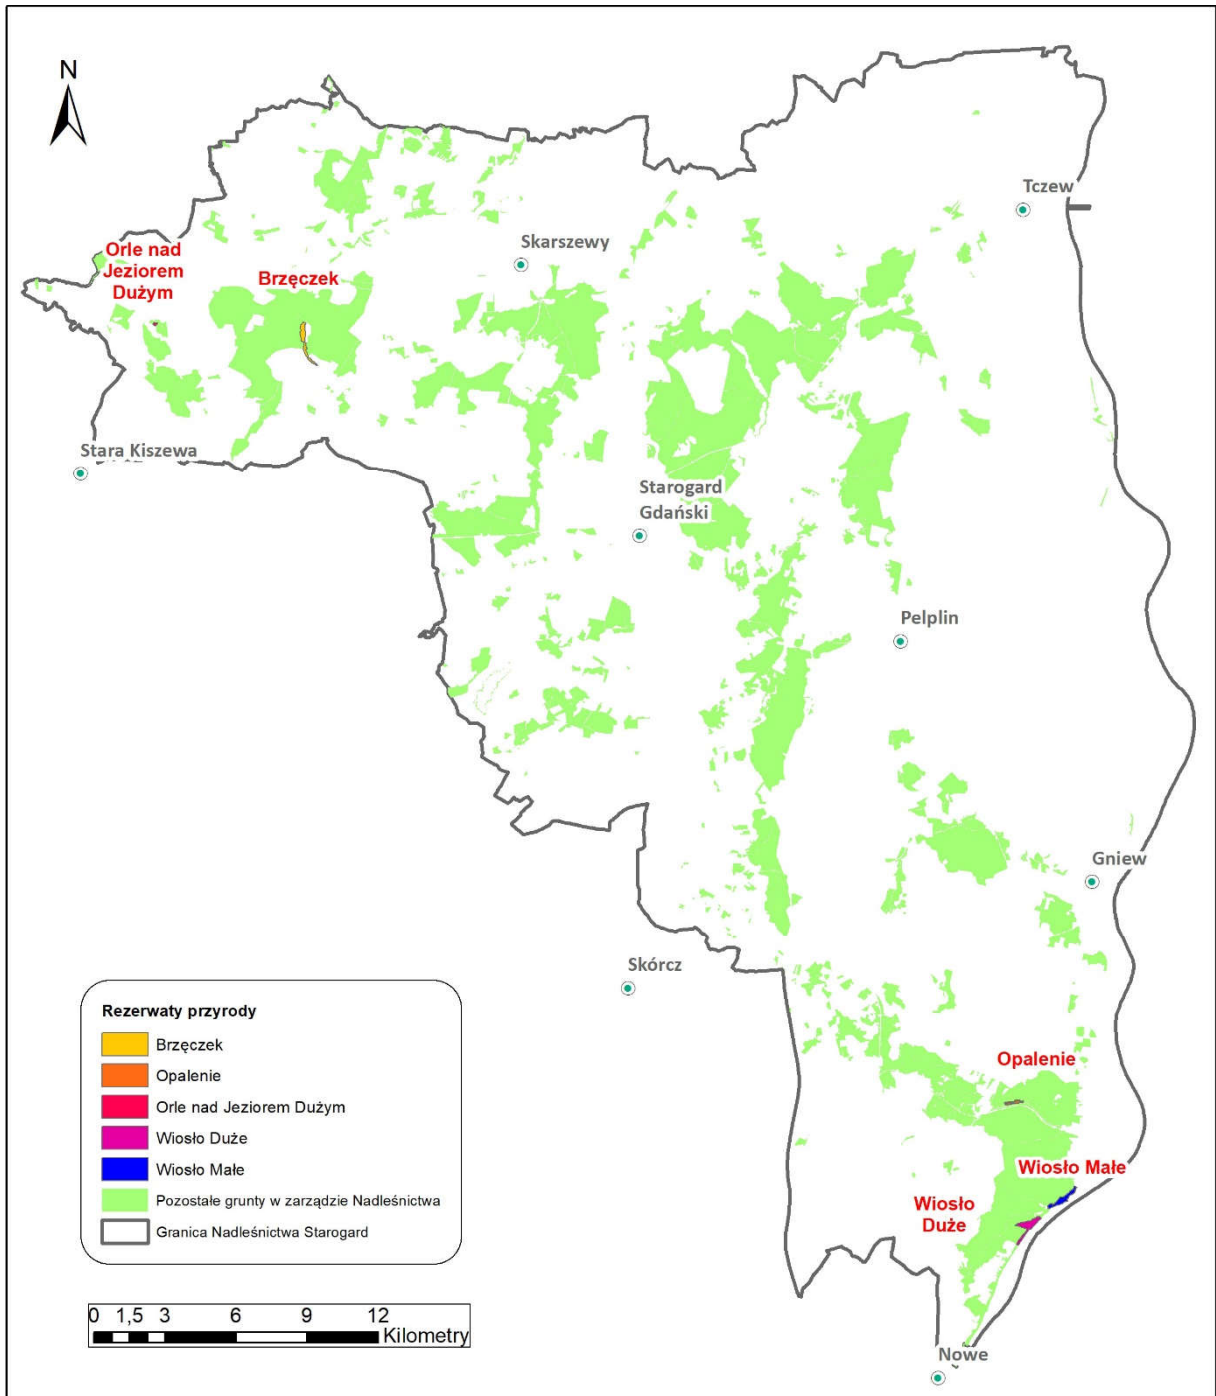 N
Tczew
Skarszewy
Orle nad
Jeziorem
Dużym
Brzęczek
Stara Kiszewa
Starogard
Gdański
Pelplin
Gniew
Skórcz
Opalenie
Wiosło Małe
Wiosło
Duże
Nowe
Rezerwaty przyrody
Brzęczek
Opalenie
Orle nad Jeziorem Dużym
Wiosło Duże
Wiosło Małe
Pozostałe grunty w zarządzie Nadleśnictwa
Granica Nadleśnictwa Starogard
0 1,5 3 6 9 12
Kilometry